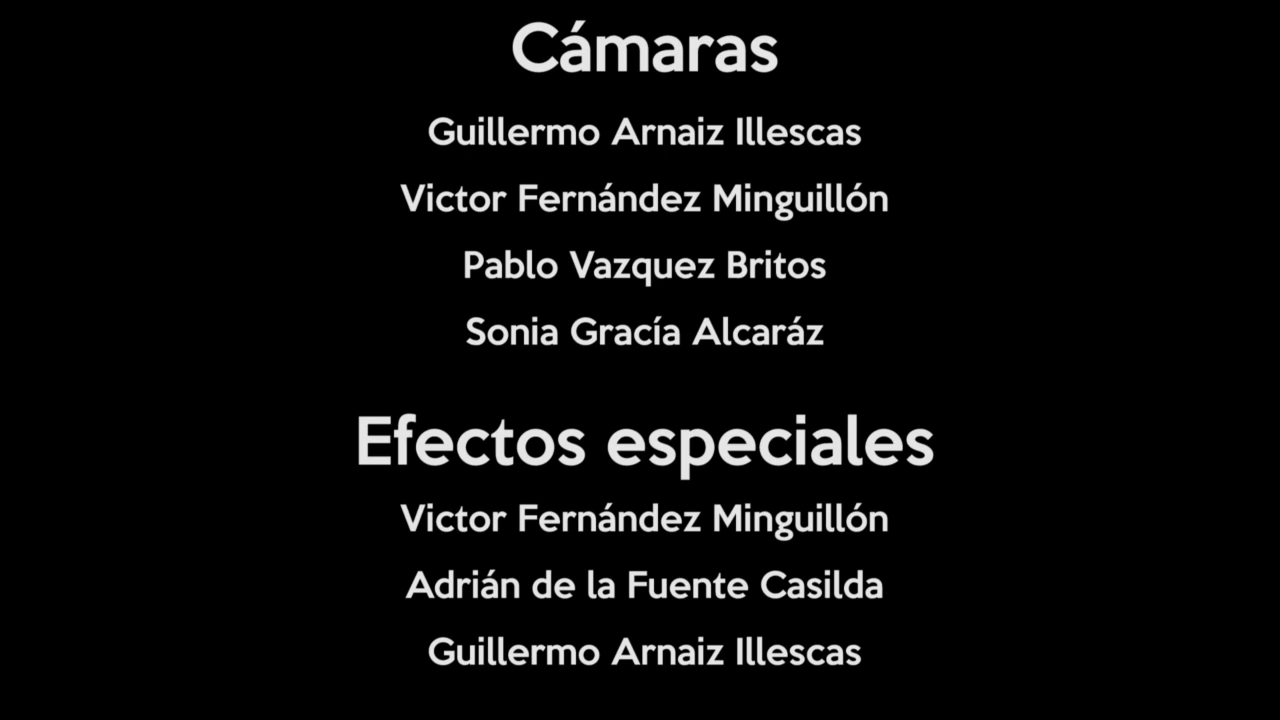 Cámaras
Guillermo Arnaiz Illescas
Victor Fernández Minguillón
Pablo Vazquez Britos
Sonia Gracía Alcaráz
Efectos especiales
Victor Fernández Minguillón
Adrián de la Fuente Casilda
Guillermo Arnaiz Illescas